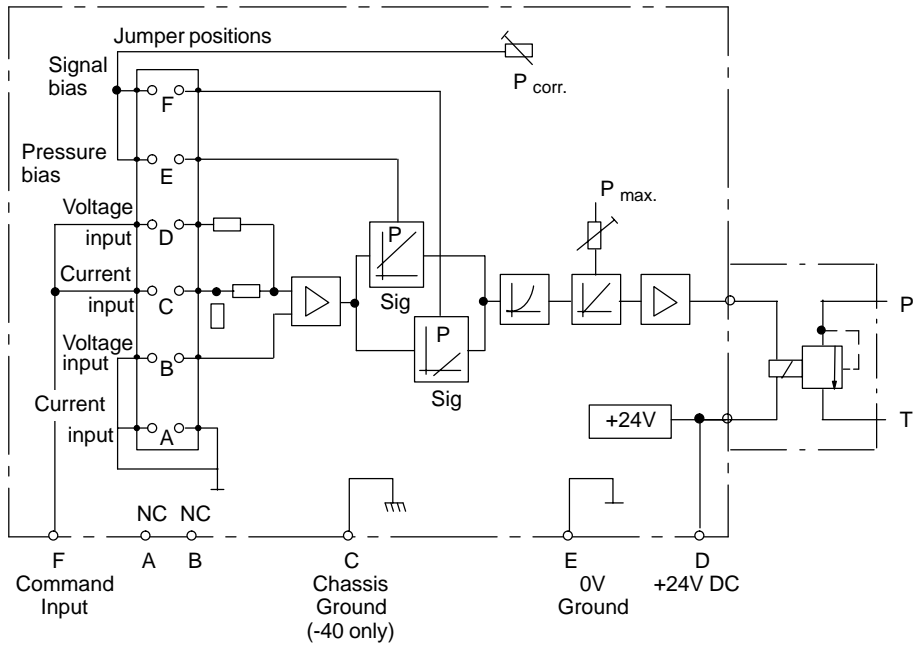 Jumper positions
Signal
bias
P corr.
F
Pressure
bias
E
Voltage
input
D
P max.
P
Current
input
C
Sig
P
Voltage
input
B
P
Sig
Current
input
A
+24V
T
NC NC
F A B C E D
Command
Input
Chassis
Ground
(-40 only)
0V
Ground
+24V DC